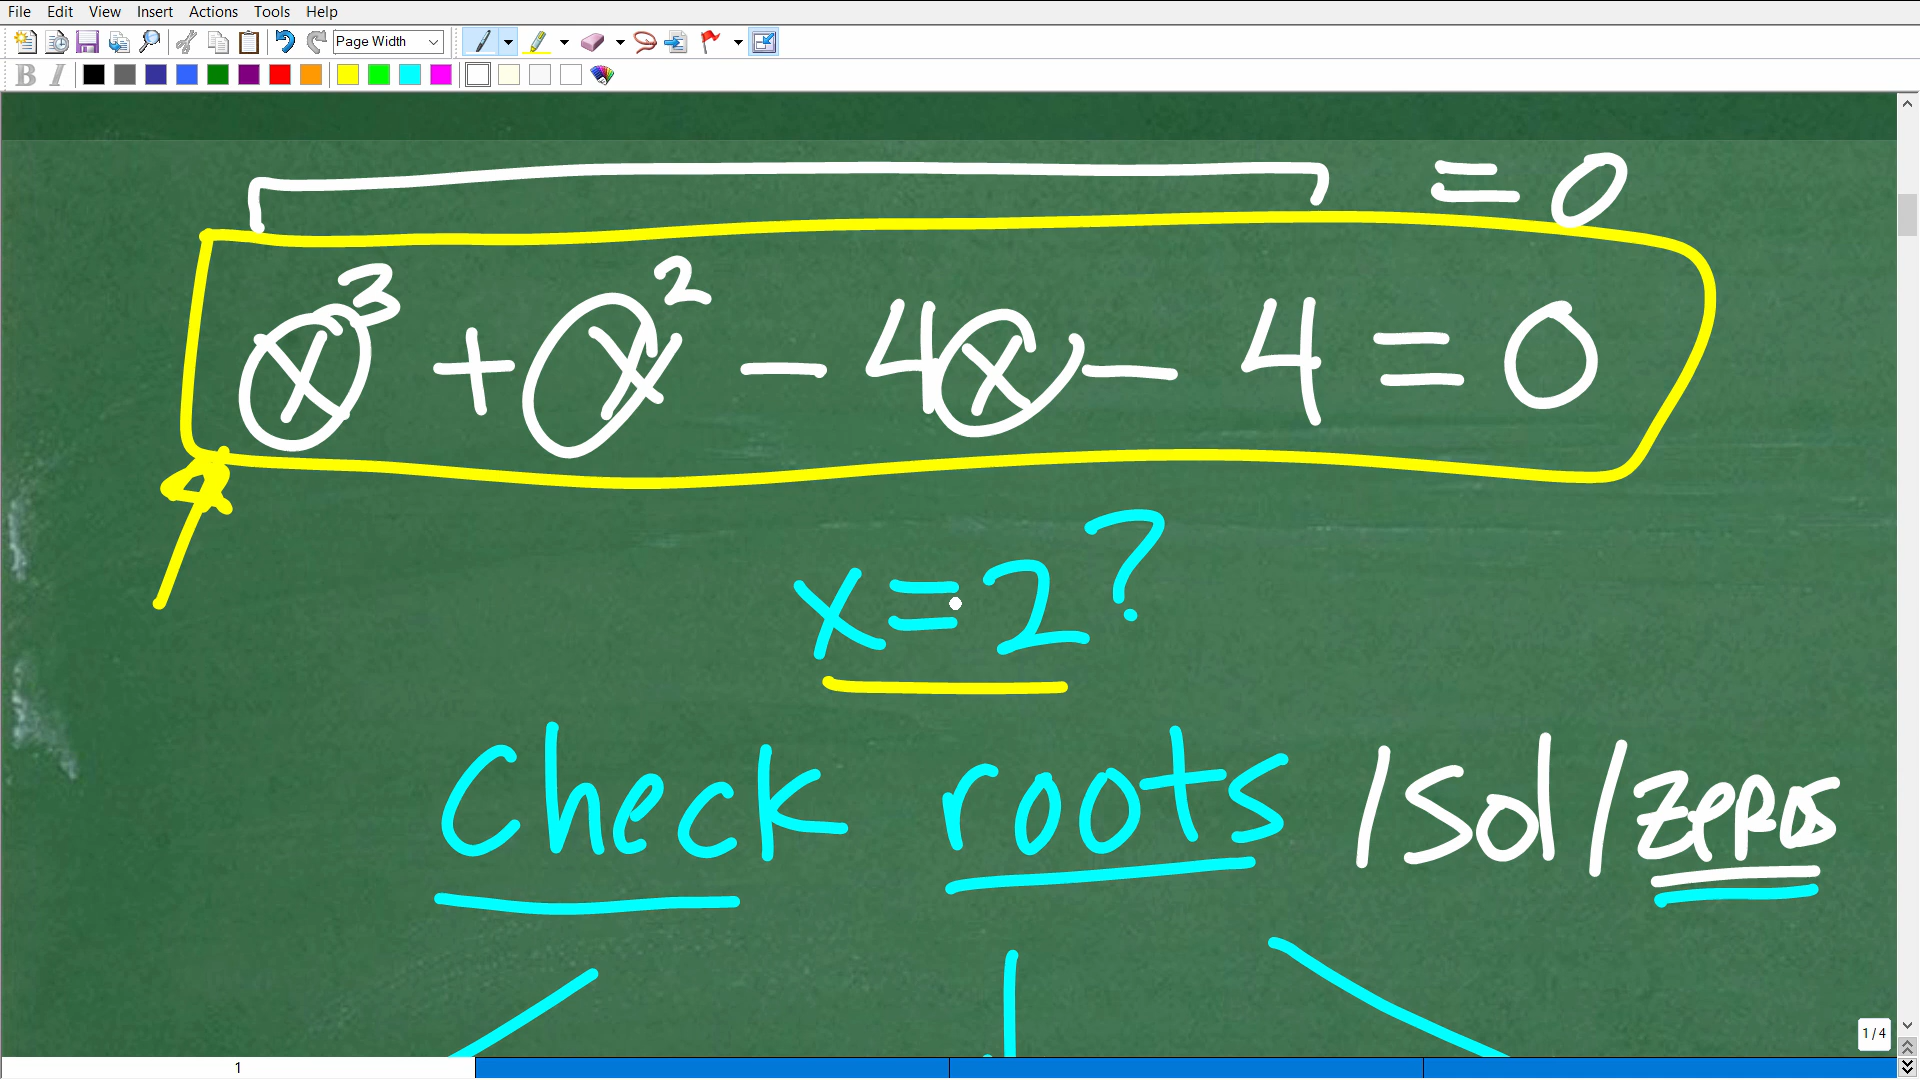 File Edit View Insert Actions Tools Help
Page Width
B I
= 0
x³ + x² - 4x - 4 = 0
x=2?
Check roots /Sol/zeros
1 / 4
1